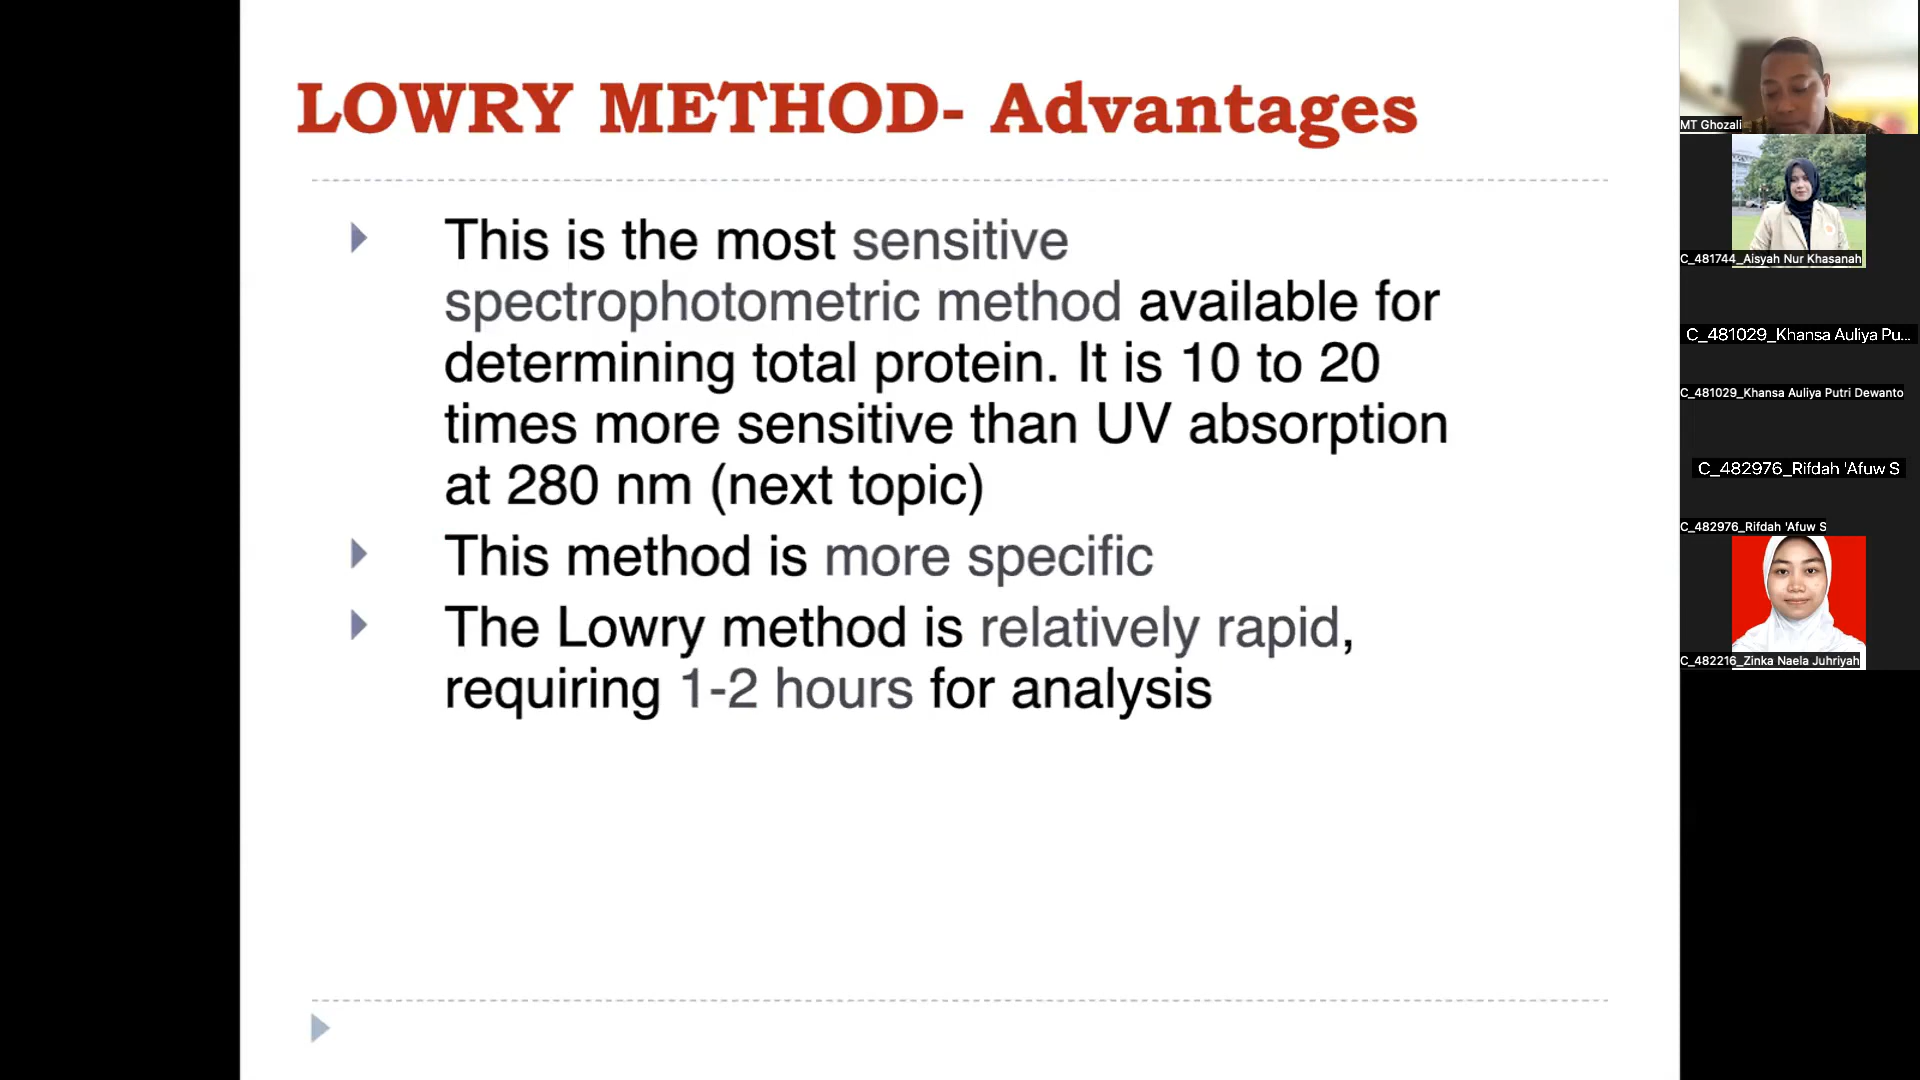 LOWRY METHOD- Advantages
This is the most sensitive
spectrophotometric method available for
determining total protein. It is 10 to 20
times more sensitive than UV absorption
at 280 nm (next topic)
This method is more specific
The Lowry method is relatively rapid,
requiring 1-2 hours for analysis
MT Ghozali
C_481744_Aisyah Nur Khasanah
C_481029_Khansa Auliya Pu...
C_481029_Khansa Auliya Putri Dewanto
C_482976_Rifdah 'Afuw S
C_482976_Rifdah 'Afuw S
C_482216_Zinka Naela Juhriyah